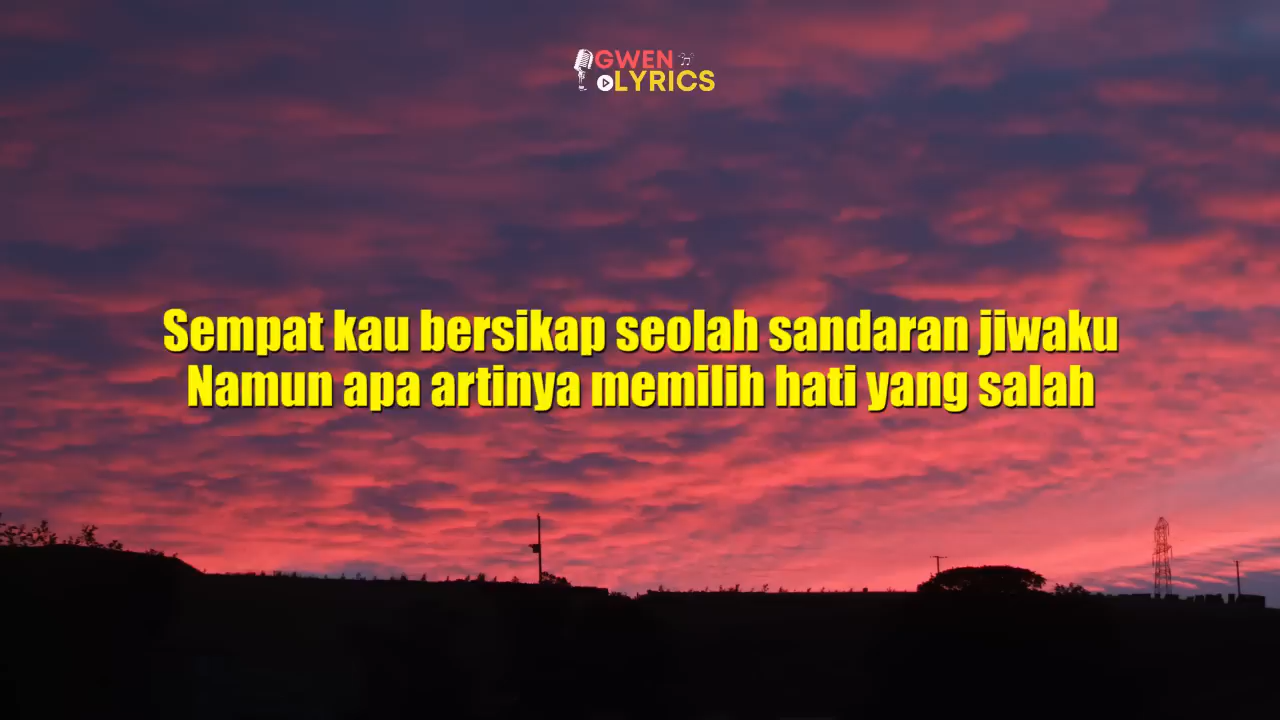 GWEN
LYRICS
Sempat kau bersikap seolah sandaran jiwaku
Namun apa artinya memilih hati yang salah